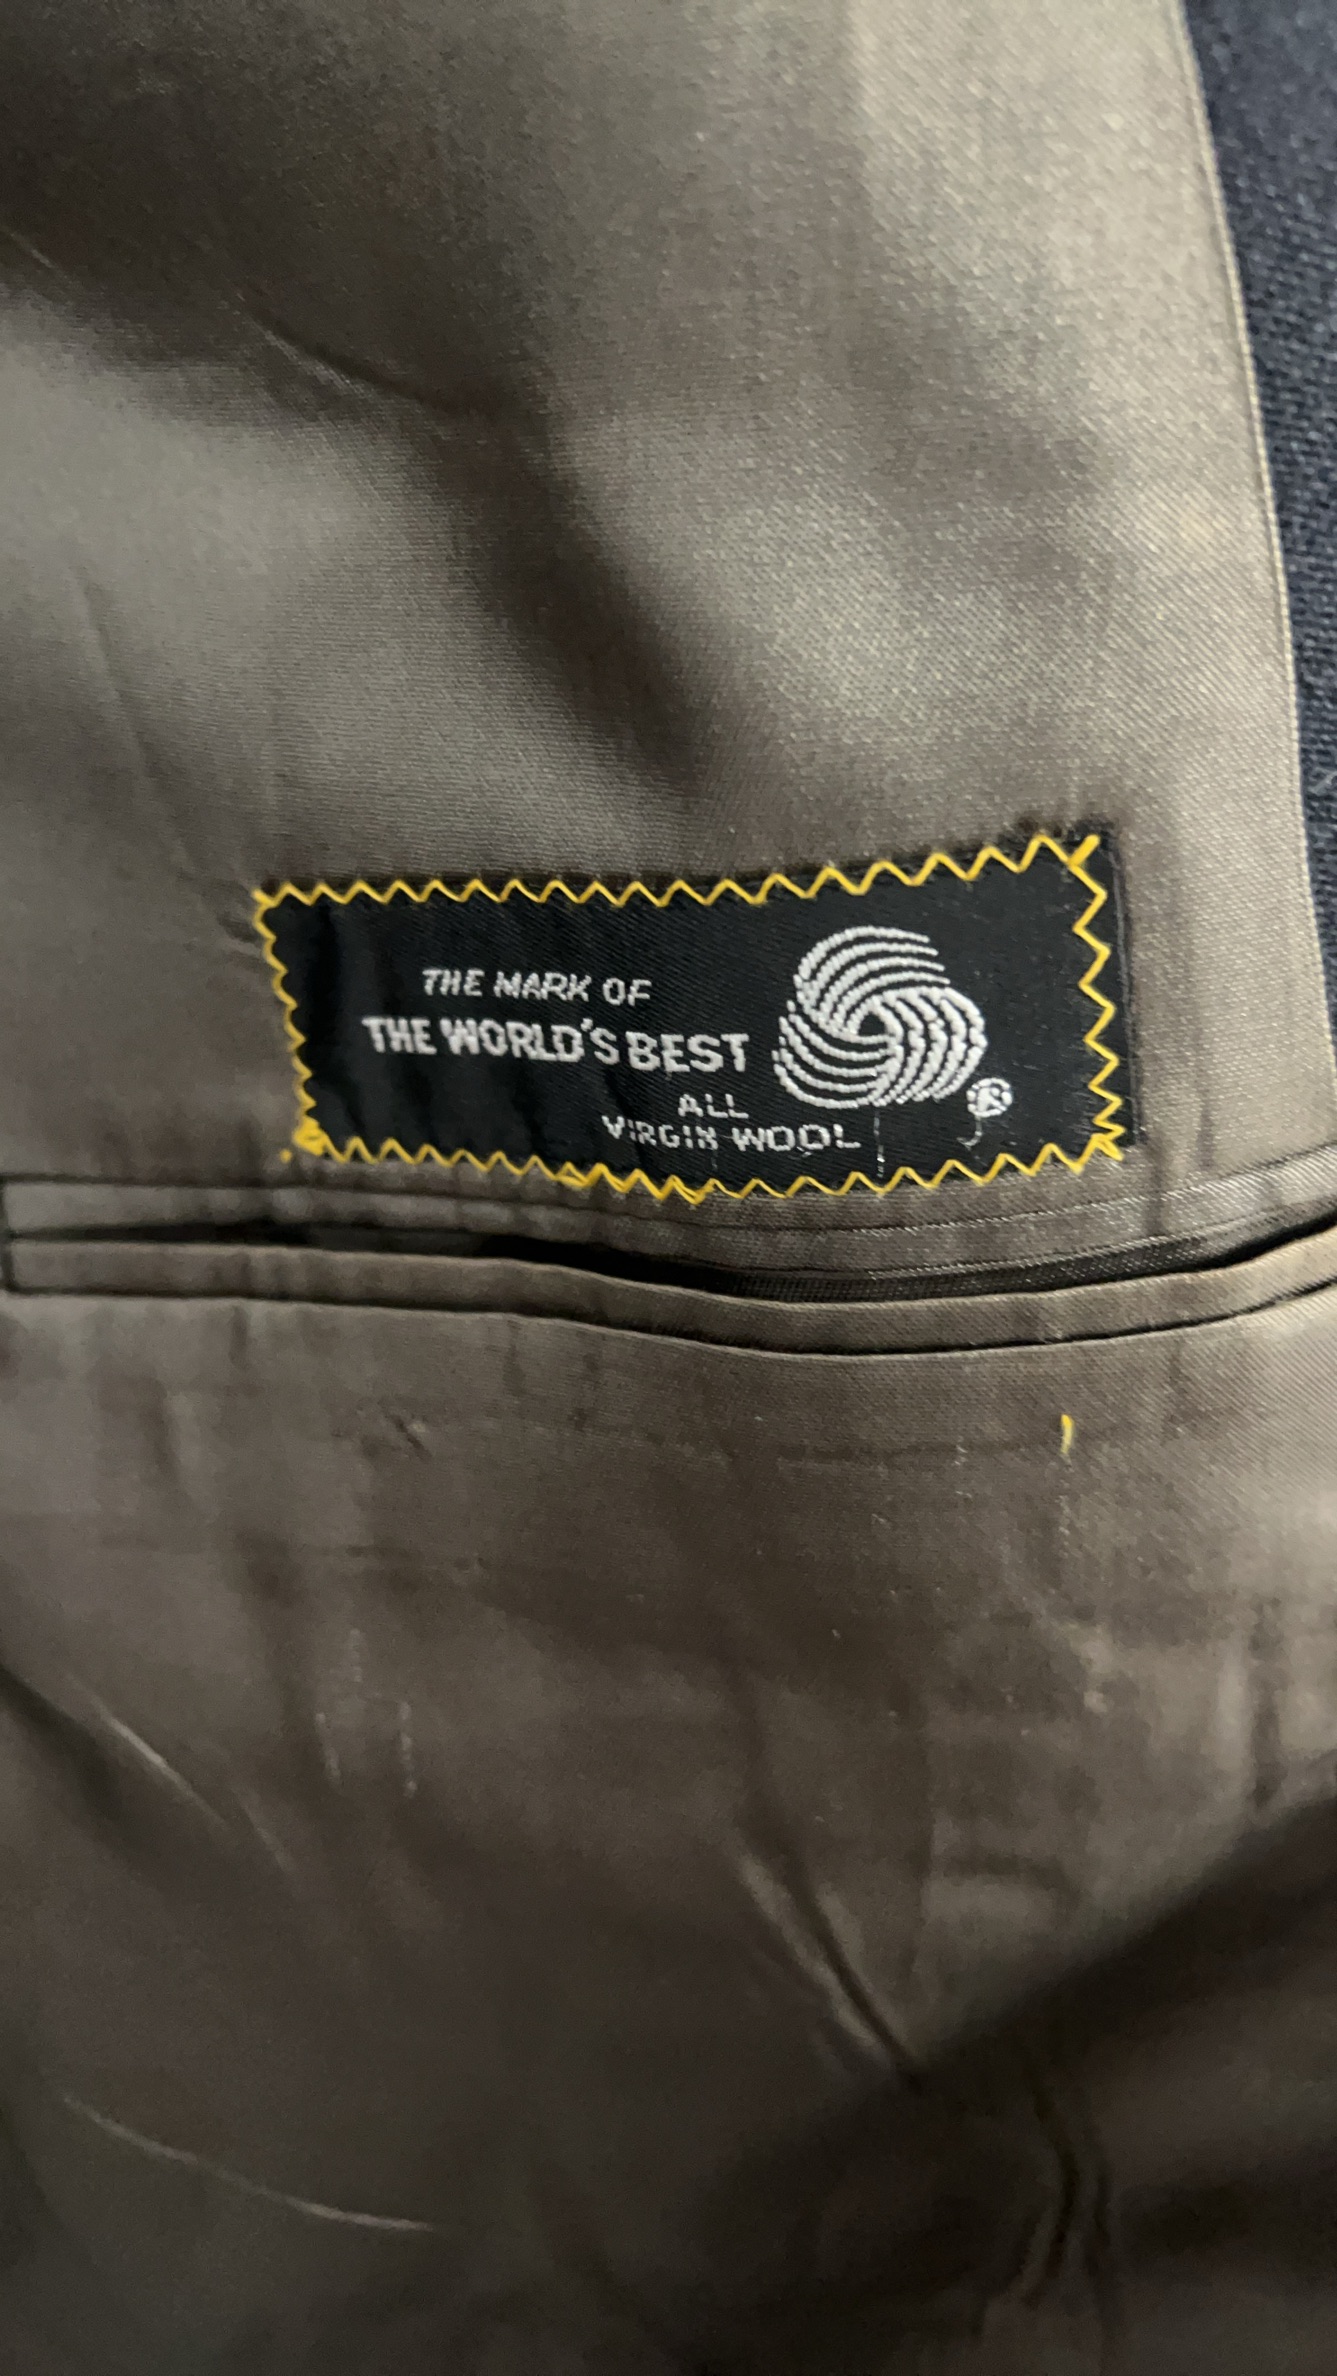 THE MARK OF
THE WORLD'S BEST
ALL
VIRGIN WOOL
®